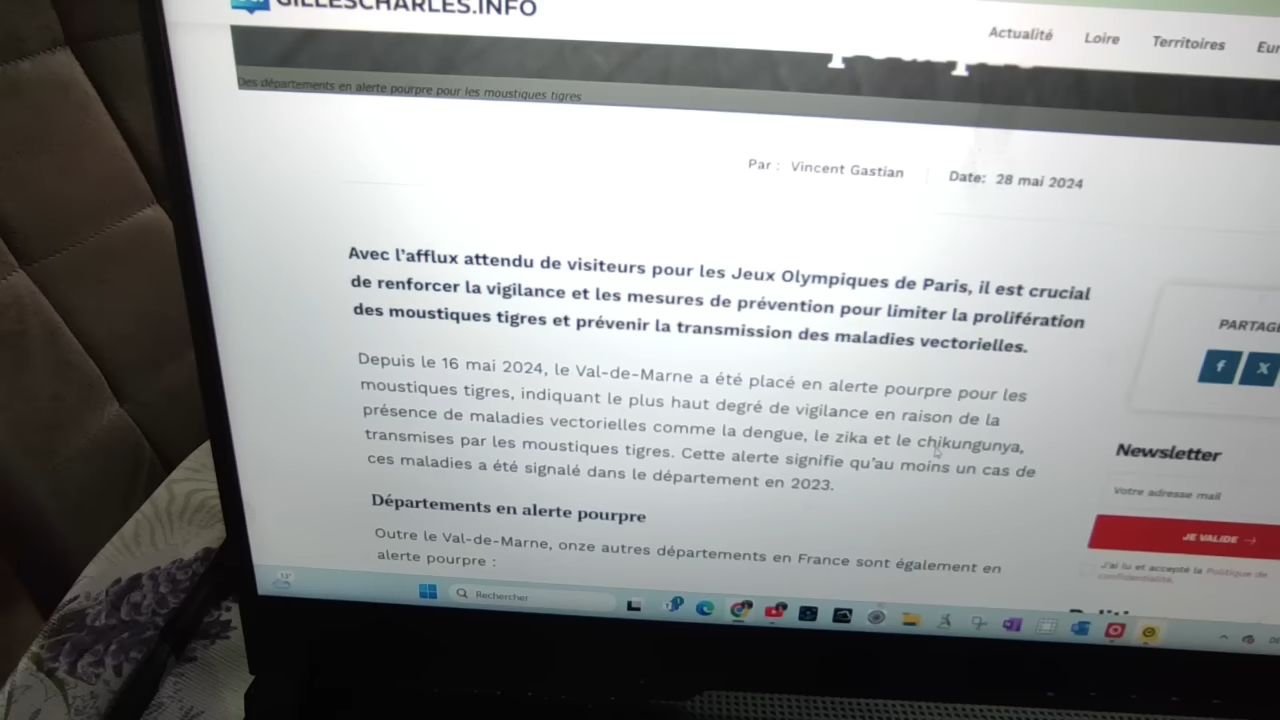 GILLESCHARLES.INFO
Actualité Loire Territoires Eur
Des départements en alerte pourpre pour les moustiques tigres
Par : Vincent Gastian Date: 28 mai 2024
Avec l'afflux attendu de visiteurs pour les Jeux Olympiques de Paris, il est crucial
de renforcer la vigilance et les mesures de prévention pour limiter la prolifération
des moustiques tigres et prévenir la transmission des maladies vectorielles.
Depuis le 16 mai 2024, le Val-de-Marne a été placé en alerte pourpre pour les
moustiques tigres, indiquant le plus haut degré de vigilance en raison de la
présence de maladies vectorielles comme la dengue, le zika et le chikungunya,
transmises par les moustiques tigres. Cette alerte signifie qu'au moins un cas de
ces maladies a été signalé dans le département en 2023.
Départements en alerte pourpre
Outre le Val-de-Marne, onze autres départements en France sont également en
alerte pourpre :
PARTAGE
Newsletter
Votre adresse mail
JE VALIDE →
J'ai lu et accepté la Politique de
confidentialité.
13°
Rechercher